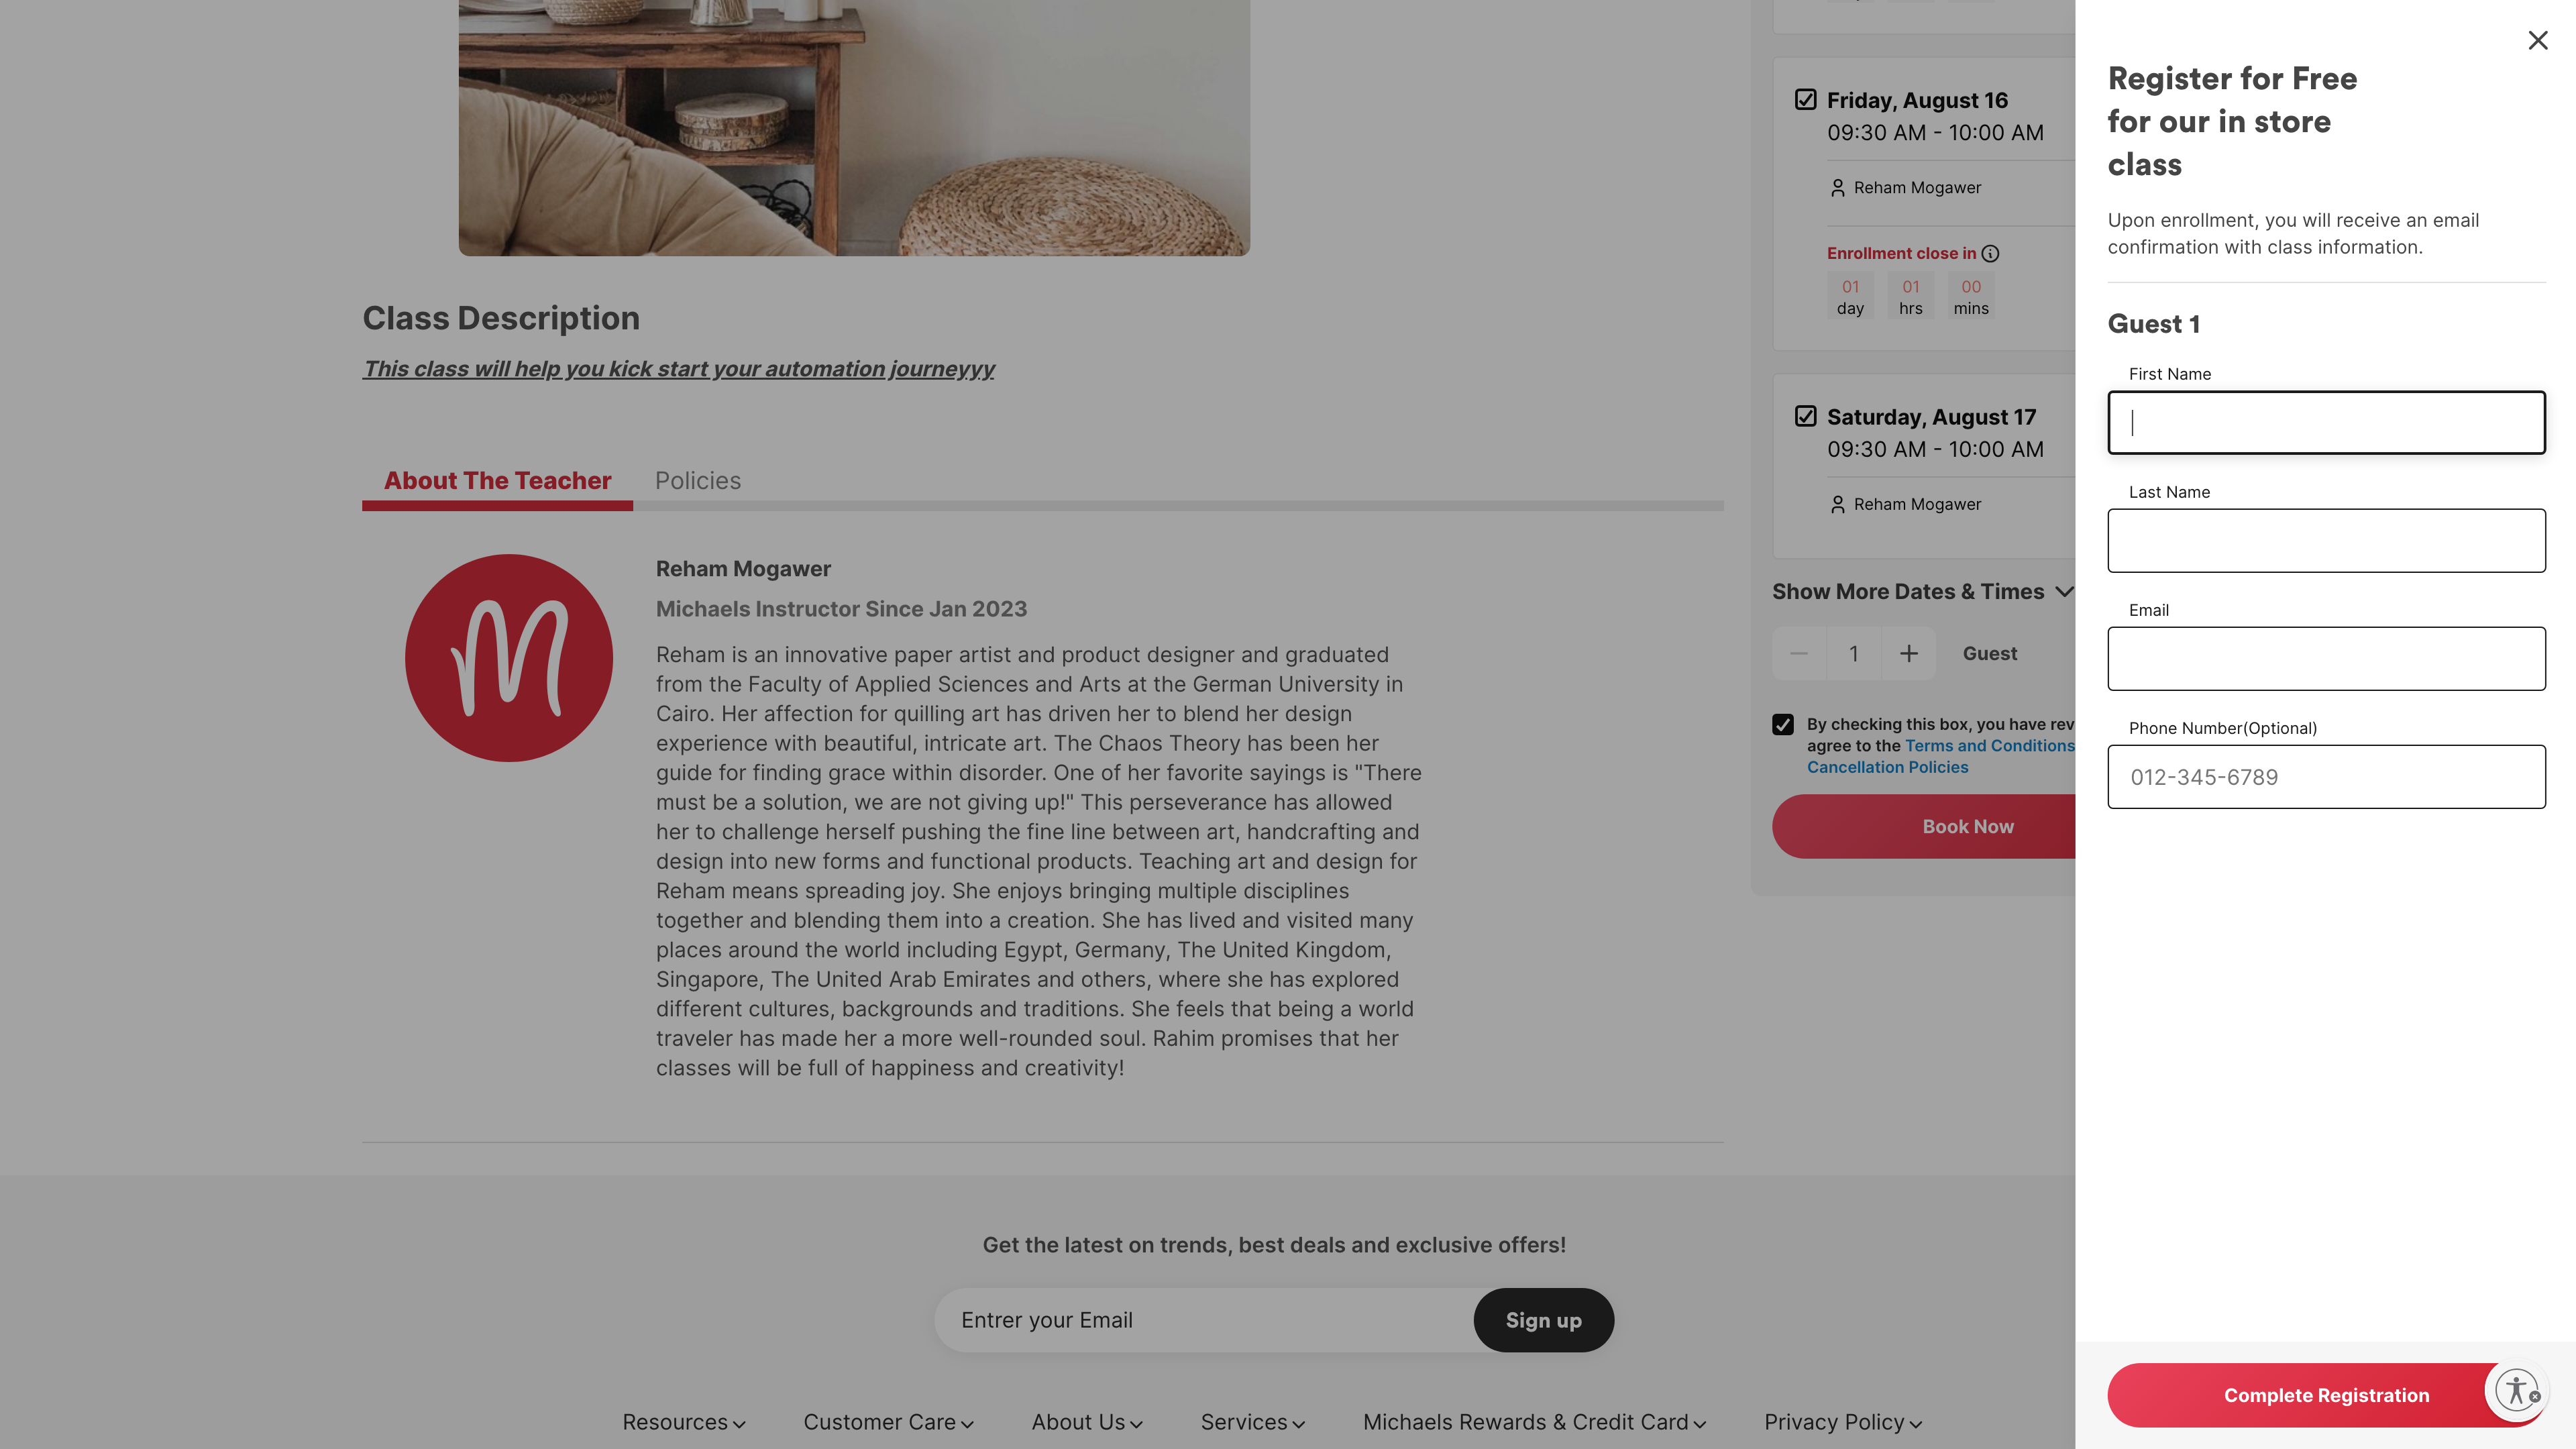 Class Description
This class will help you kick start your automation journeyyy
About The Teacher
Policies
Reham Mogawer
Michaels Instructor Since Jan 2023
Reham is an innovative paper artist and product designer and graduated
from the Faculty of Applied Sciences and Arts at the German University in
Cairo. Her affection for quilling art has driven her to blend her design
experience with beautiful, intricate art. The Chaos Theory has been her
guide for finding grace within disorder. One of her favorite sayings is "There
must be a solution, we are not giving up!" This perseverance has allowed
her to challenge herself pushing the fine line between art, handcrafting and
design into new forms and functional products. Teaching art and design for
Reham means spreading joy. She enjoys bringing multiple disciplines
together and blending them into a creation. She has lived and visited many
places around the world including Egypt, Germany, The United Kingdom,
Singapore, The United Arab Emirates and others, where she has explored
different cultures, backgrounds and traditions. She feels that being a world
traveler has made her a more well-rounded soul. Rahim promises that her
classes will be full of happiness and creativity!
Friday, August 16
09:30 AM - 10:00 AM
Reham Mogawer
Enrollment close in
01 01 00
day hrs mins
Saturday, August 17
09:30 AM - 10:00 AM
Reham Mogawer
Show More Dates & Times
1 Guest
By checking this box, you have rev
agree to the Terms and Conditions
Cancellation Policies
Book Now
Get the latest on trends, best deals and exclusive offers!
Entrer your Email
Sign up
Resources Customer Care About Us Services Michaels Rewards & Credit Card Privacy Policy
Register for Free
for our in store
class
Upon enrollment, you will receive an email
confirmation with class information.
Guest 1
First Name
Last Name
Email
Phone Number(Optional)
012-345-6789
Complete Registration